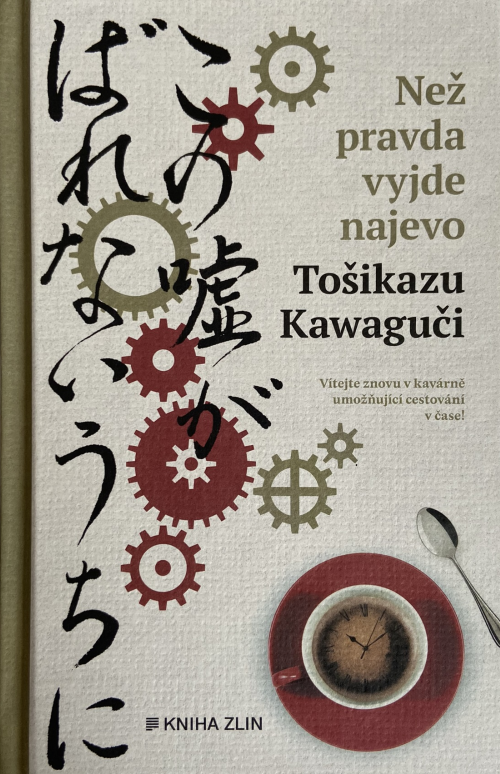 この嘘が
ばれないうちに
Než
pravda
vyjde
najevo
Tošikazu
Kawaguči
Vítejte znovu v kavárně
umožňující cestování
v čase!
KNIHA ZLIN